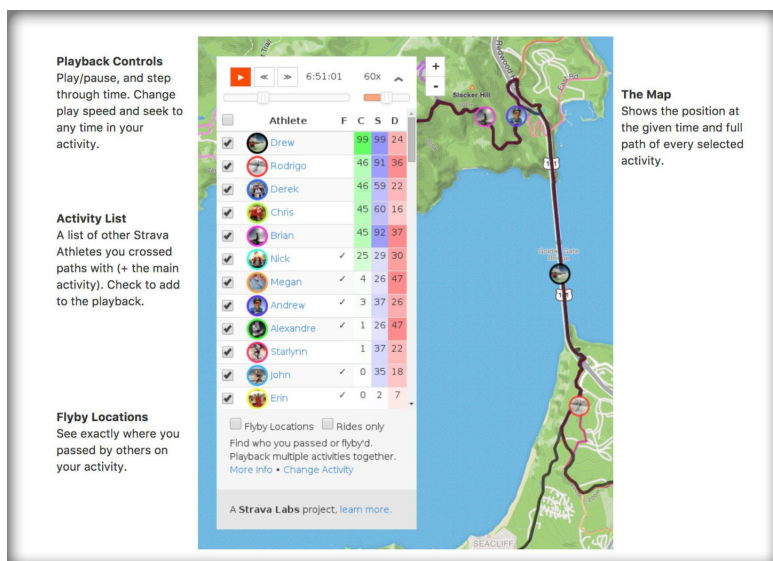 Playback Controls
Play/pause, and step
through time. Change
play speed and seek to
any time in your
activity.
Activity List
A list of other Strava
Athletes you crossed
paths with (+ the main
activity). Check to add
to the playback.
Flyby Locations
See exactly where you
passed by others on
your activity.
6:51:01 60x
Athlete F C S D
Drew 99 99 24
Rodrigo 46 91 36
Derek 46 59 22
Chris 45 60 16
Brian 45 92 37
Nick ✓ 25 29 30
Megan ✓ 4 26 47
Andrew ✓ 3 37 26
Alexandre ✓ 1 26 47
Starlynn 1 37 22
John ✓ 0 35 18
Erin ✓ 0 2 7
Flyby Locations Rides only
Find who you passed or flyby'd.
Playback multiple activities together.
More Info • Change Activity
A Strava Labs project, learn more.
+
-
Slacker Hill
101
Golden Gate
101
SEACLIFF
The Map
Shows the position at
the given time and full
path of every selected
activity.